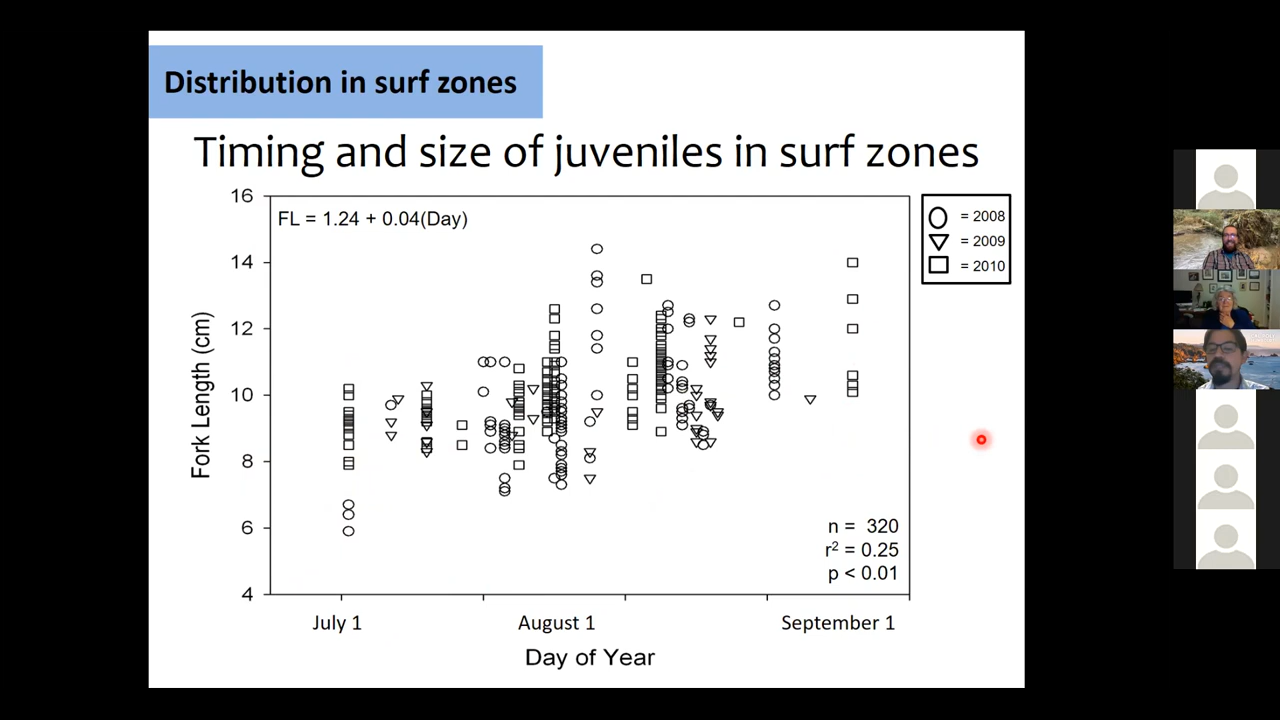 Distribution in surf zones
Timing and size of juveniles in surf zones
FL = 1.24 + 0.04(Day)
= 2008
= 2009
= 2010
16
14
12
10
8
6
4
Fork Length (cm)
n = 320
r² = 0.25
p < 0.01
July 1
August 1
September 1
Day of Year